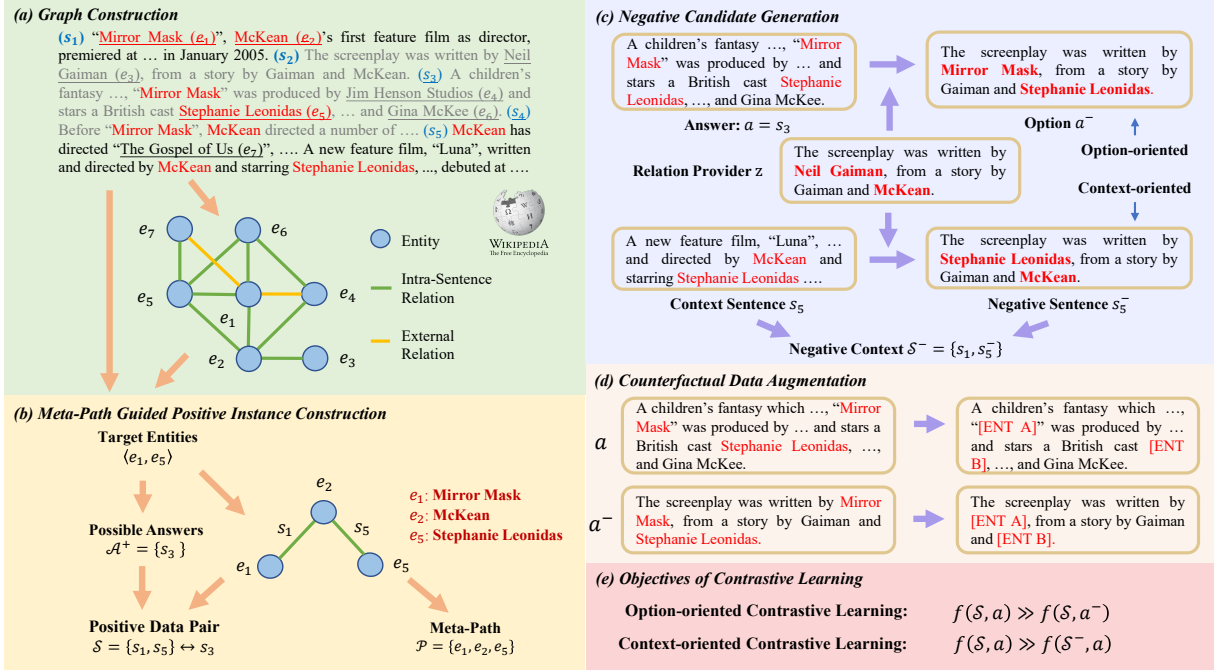 (a) Graph Construction
(s₁) “Mirror Mask (e₁)”, McKean (e₂)’s first feature film as director,
premiered at … in January 2005. (s₂) The screenplay was written by Neil
Gaiman (e₃), from a story by Gaiman and McKean. (s₃) A children’s
fantasy …, “Mirror Mask” was produced by Jim Henson Studios (e₄) and
stars a British cast Stephanie Leonidas (e₅), … and Gina McKee (e₆). (s₄)
Before “Mirror Mask”, McKean directed a number of …. (s₅) McKean has
directed “The Gospel of Us (e₇)”, …. A new feature film, “Luna”, written
and directed by McKean and starring Stephanie Leonidas, ..., debuted at ….
WIKIPEDIA
The Free Encyclopedia
e₇
e₆
e₅
e₁
e₄
e₂
e₃
Entity
Intra-Sentence
Relation
External
Relation
(b) Meta-Path Guided Positive Instance Construction
Target Entities
⟨e₁, e₅⟩
Possible Answers
𝒜⁺ = {s₃ }
Positive Data Pair
𝒮 = {s₁, s₅} ↔ s₃
e₂
s₁
s₅
e₁
e₅
e₁: Mirror Mask
e₂: McKean
e₅: Stephanie Leonidas
Meta-Path
𝒫 = {e₁, e₂, e₅}
(c) Negative Candidate Generation
A children’s fantasy …, “Mirror
Mask” was produced by … and
stars a British cast Stephanie
Leonidas, …, and Gina McKee.
Answer: a = s₃
The screenplay was written by
Mirror Mask, from a story by
Gaiman and Stephanie Leonidas.
Option a⁻
Option-oriented
Relation Provider z
The screenplay was written by
Neil Gaiman, from a story by
Gaiman and McKean.
Context-oriented
A new feature film, “Luna”, …
and directed by McKean and
starring Stephanie Leonidas ….
Context Sentence s₅
The screenplay was written by
Stephanie Leonidas, from a story by
Gaiman and McKean.
Negative Sentence s₅⁻
Negative Context 𝒮⁻ = {s₁, s₅⁻}
(d) Counterfactual Data Augmentation
a
A children’s fantasy which …, “Mirror
Mask” was produced by … and stars a
British cast Stephanie Leonidas, …,
and Gina McKee.
A children’s fantasy which …,
“[ENT A]” was produced by …
and stars a British cast [ENT
B], …, and Gina McKee.
a⁻
The screenplay was written by Mirror
Mask, from a story by Gaiman and
Stephanie Leonidas.
The screenplay was written by
[ENT A], from a story by Gaiman
and [ENT B].
(e) Objectives of Contrastive Learning
Option-oriented Contrastive Learning: f(𝒮, a) ≫ f(𝒮, a⁻)
Context-oriented Contrastive Learning: f(𝒮, a) ≫ f(𝒮⁻, a)